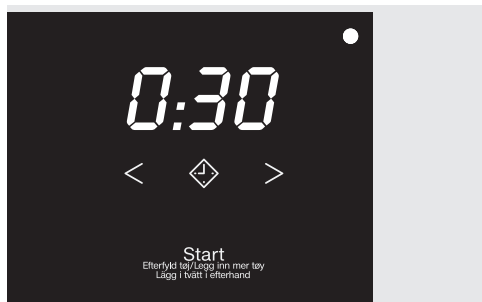 0:30
< >
Start
Efterfyld tøj/Legg inn mer tøy
Lägg i tvätt i efterhand